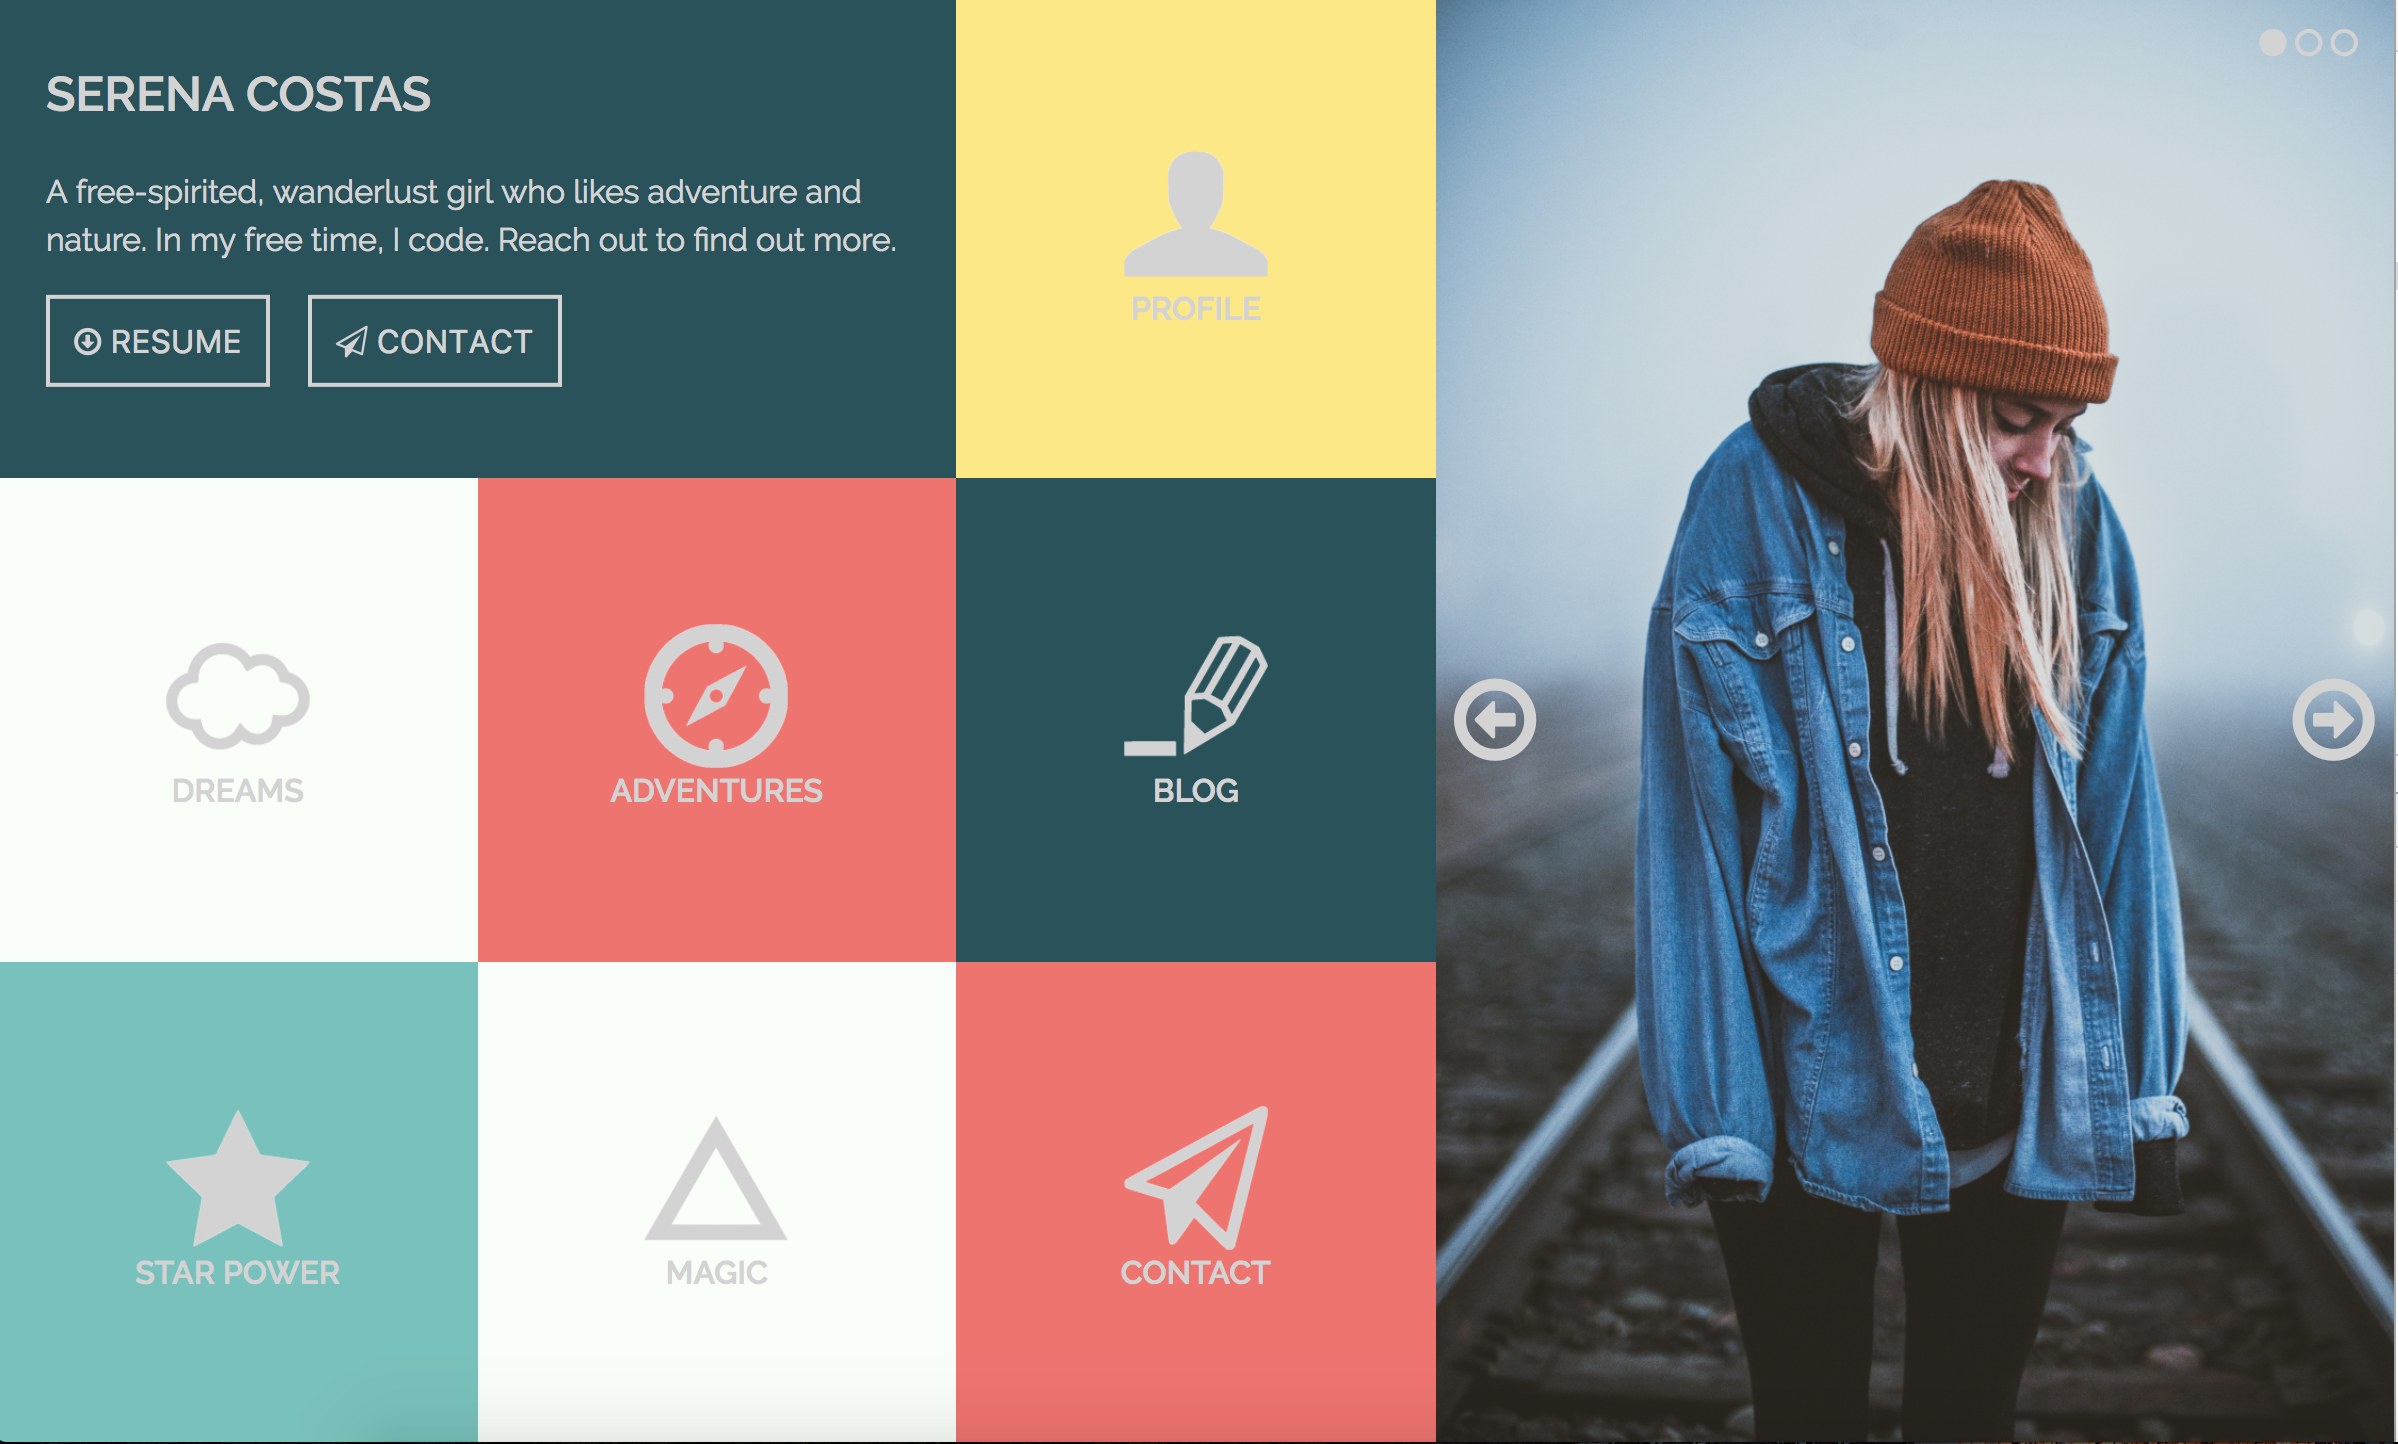 SERENA COSTAS
A free-spirited, wanderlust girl who likes adventure and
nature. In my free time, I code. Reach out to find out more.
RESUME
CONTACT
PROFILE
DREAMS
ADVENTURES
BLOG
STAR POWER
MAGIC
CONTACT